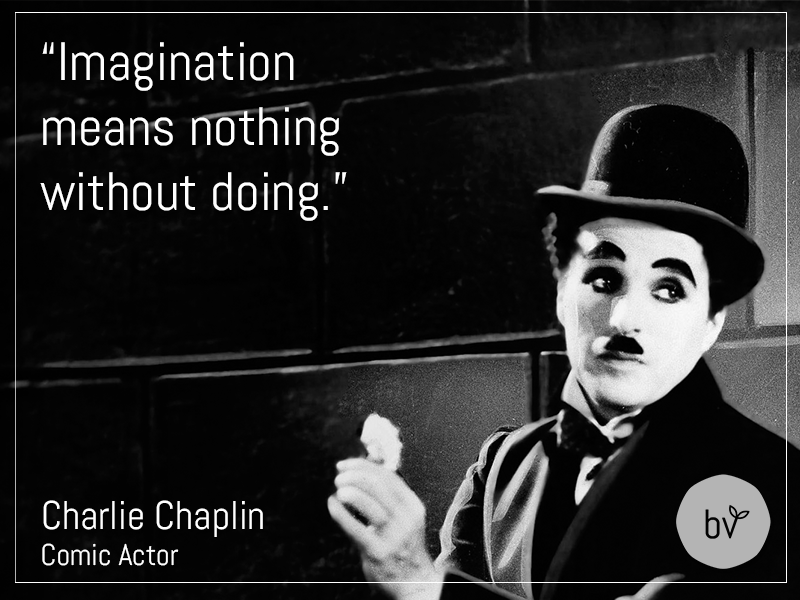 “Imagination
means nothing
without doing.”
Charlie Chaplin
Comic Actor
bv